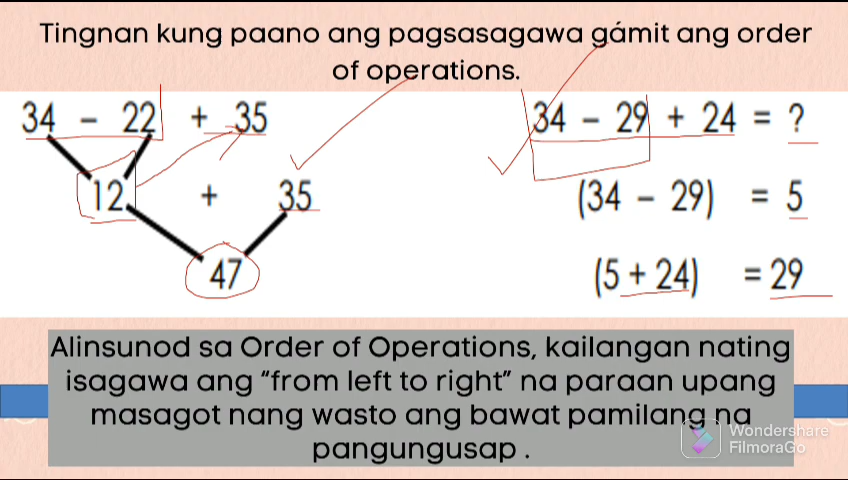 Tingnan kung paano ang pagsasagawa gámit ang order
of operations.
34 - 22 + 35
12 + 35
47
34 - 29 + 24 = ?
(34 - 29) = 5
(5 + 24) = 29
Alinsunod sa Order of Operations, kailangan nating
isagawa ang “from left to right” na paraan upang
masagot nang wasto ang bawat pamilang na
pangungusap .
Wondershare
FilmoraGo